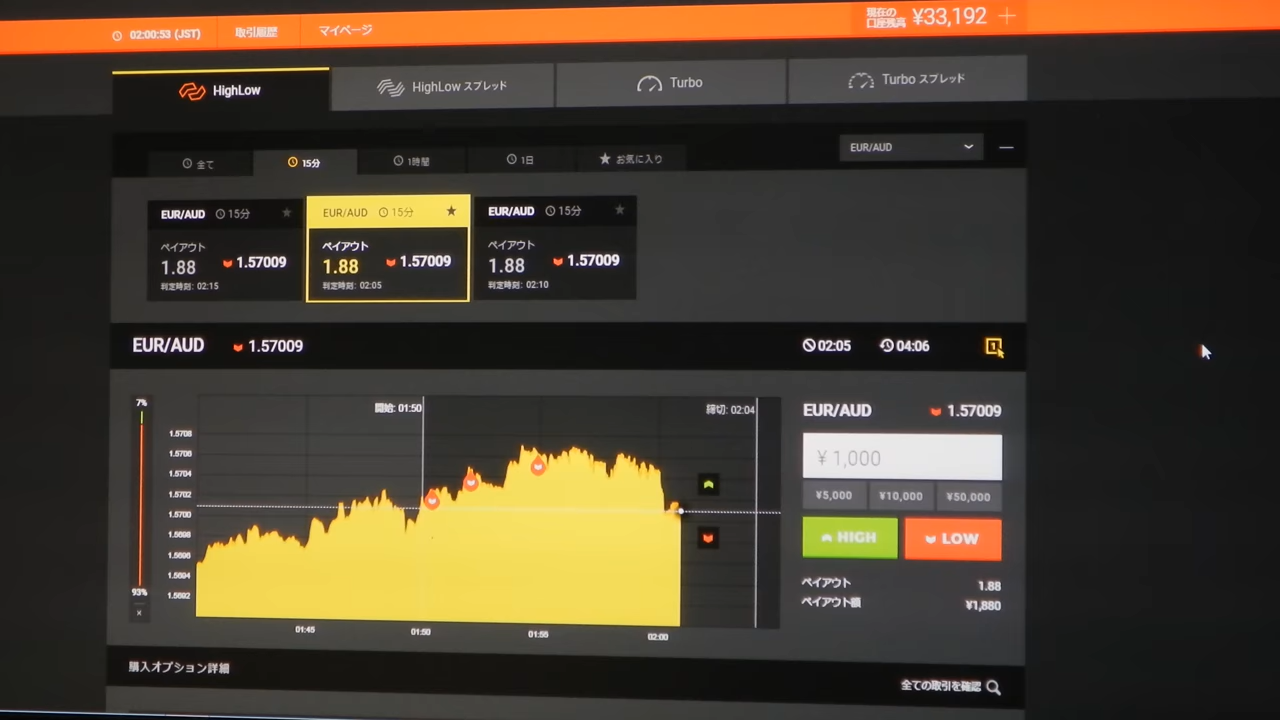 02:00:53 (JST) 取引履歴 マイページ 現在の口座残高 ¥33,192 +
HighLow HighLow スプレッド Turbo Turbo スプレッド
全て 15分 1時間 1日 お気に入り EUR/AUD
EUR/AUD 15分
ペイアウト
1.88 1.57009
判定時刻: 02:15
EUR/AUD 15分
ペイアウト
1.88 1.57009
判定時刻: 02:05
EUR/AUD 15分
ペイアウト
1.88 1.57009
判定時刻: 02:10
EUR/AUD 1.57009 02:05 04:06 1
7%
93%
×
開始: 01:50 締切: 02:04
1.5708
1.5706
1.5704
1.5702
1.5700
1.5698
1.5696
1.5694
1.5692
01:45 01:50 01:55 02:00
EUR/AUD 1.57009
¥ 1,000
¥5,000 ¥10,000 ¥50,000
HIGH LOW
ペイアウト 1.88
ペイアウト額 ¥1,880
購入オプション詳細
全ての取引を確認